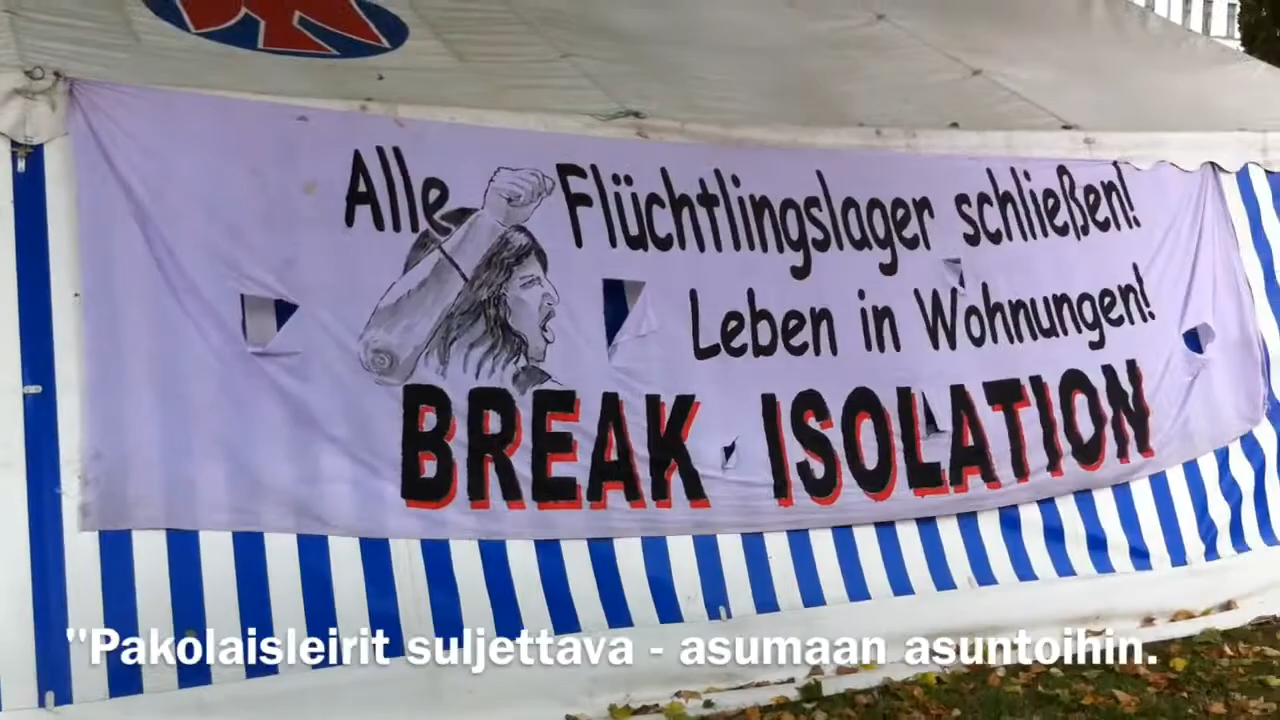 Alle Flüchtlingslager schließen!
Leben in Wohnungen!
BREAK ISOLATION
"Pakolaisleirit suljettava - asumaan asuntoihin.